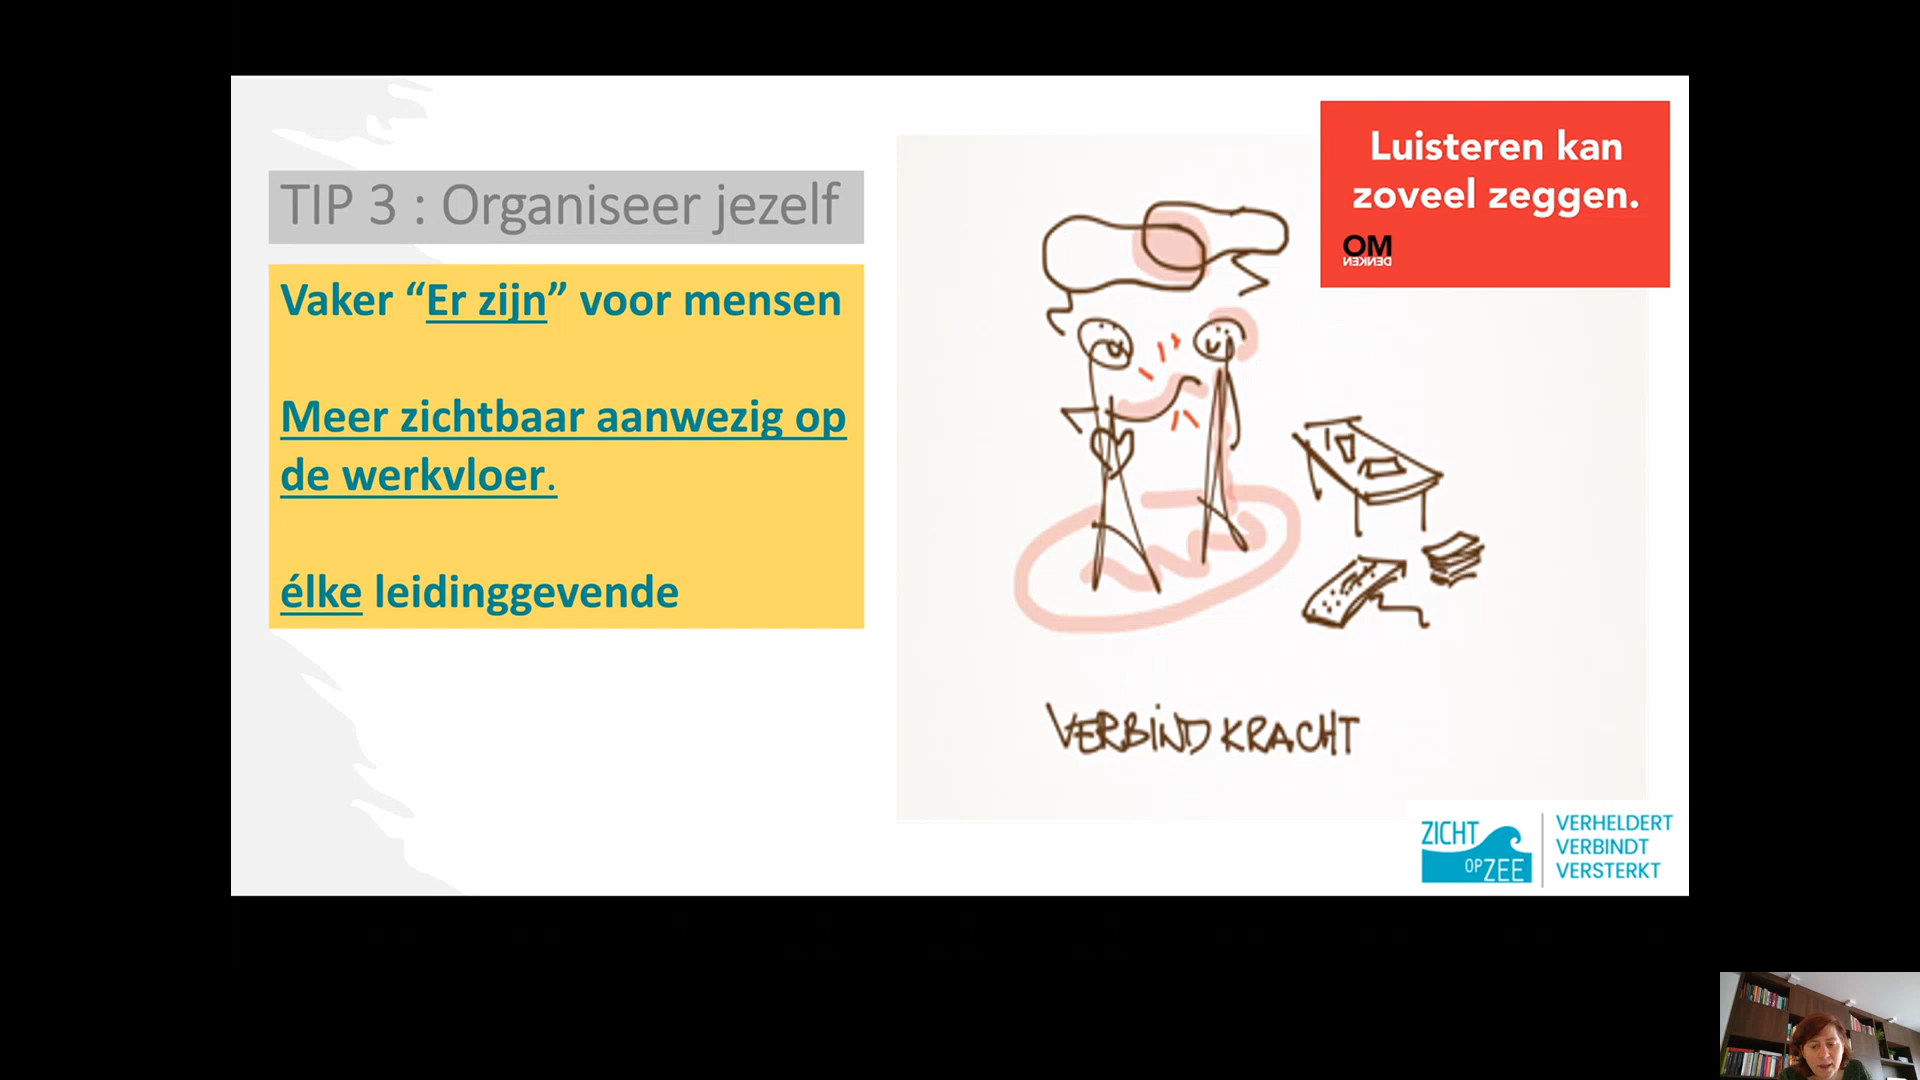 TIP 3 : Organiseer jezelf
Vaker “Er zijn” voor mensen
Meer zichtbaar aanwezig op
de werkvloer.
élke leidinggevende
Luisteren kan
zoveel zeggen.
OM
DENKEN
VERBIND KRACHT
ZICHT
OP ZEE
VERHELDERT
VERBINDT
VERSTERKT